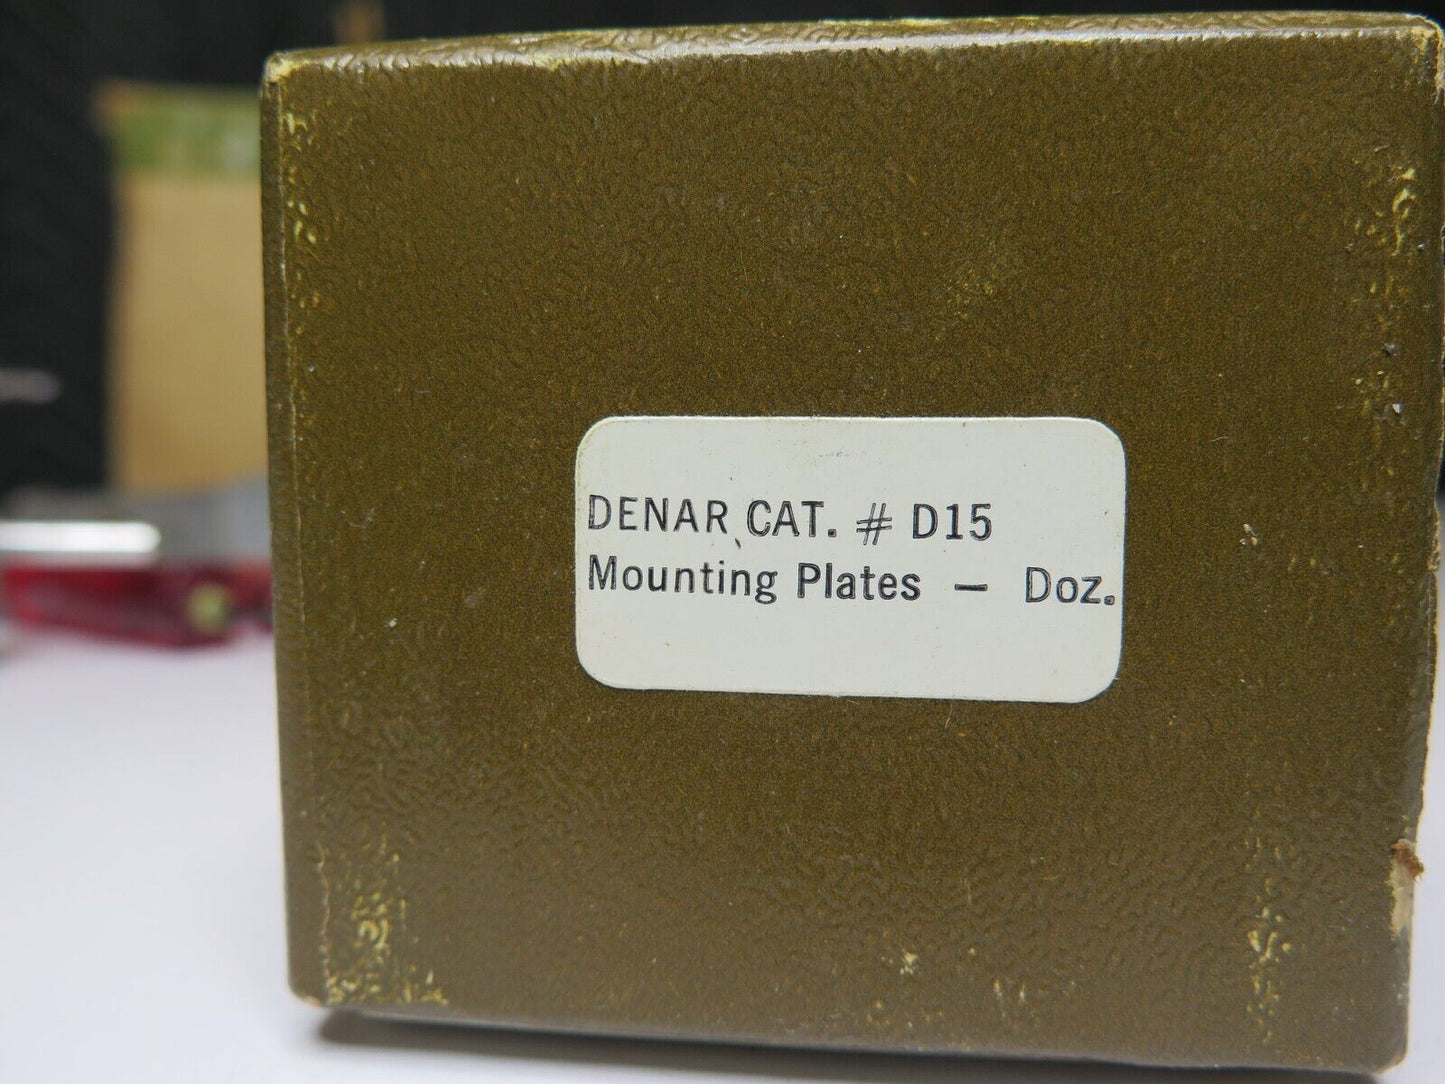 DENAR CAT. # D15
Mounting Plates — Doz.